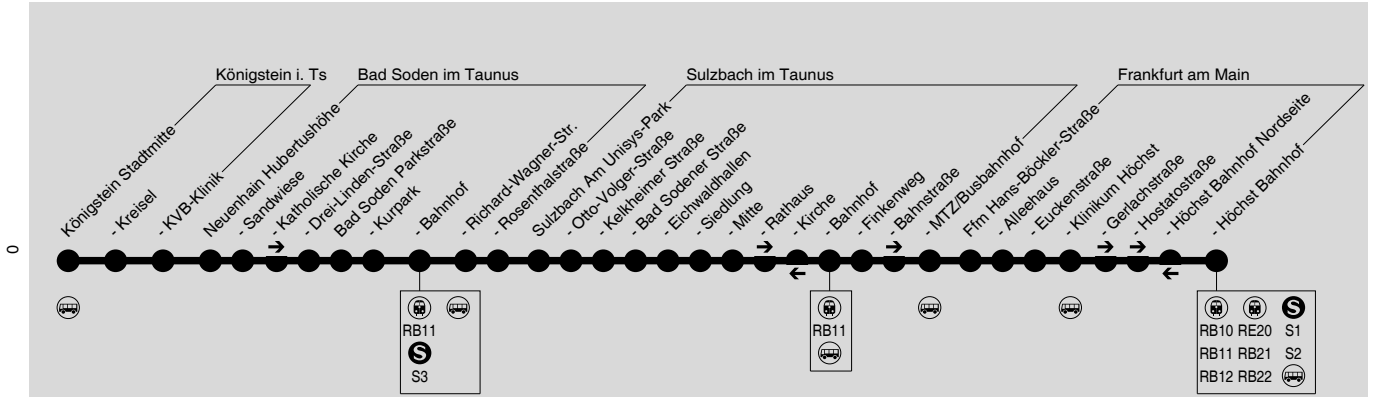 0
Königstein i. Ts
Bad Soden im Taunus
Sulzbach im Taunus
Frankfurt am Main
Königstein Stadtmitte
- Kreisel
- KVB-Klinik
Neuenhain Hubertushöhe
- Sandwiese
- Katholische Kirche
- Drei-Linden-Straße
Bad Soden Parkstraße
- Kurpark
- Bahnhof
- Richard-Wagner-Str.
- Rosenthalstraße
Sulzbach Am Unisys-Park
- Otto-Volger-Straße
- Kelkheimer Straße
- Bad Sodener Straße
- Eichwaldhallen
- Siedlung
- Mitte
- Rathaus
- Kirche
- Bahnhof
- Finkenweg
- Bahnstraße
- MTZ/Busbahnhof
Ffm Hans-Böckler-Straße
- Alleehaus
- Euckenstraße
- Klinikum Höchst
- Gerlachstraße
- Hostatostraße
- Höchst Bahnhof Nordseite
- Höchst Bahnhof
RB11
S
S3
RB11
S
RB10 RE20 S1
RB11 RB21 S2
RB12 RB22